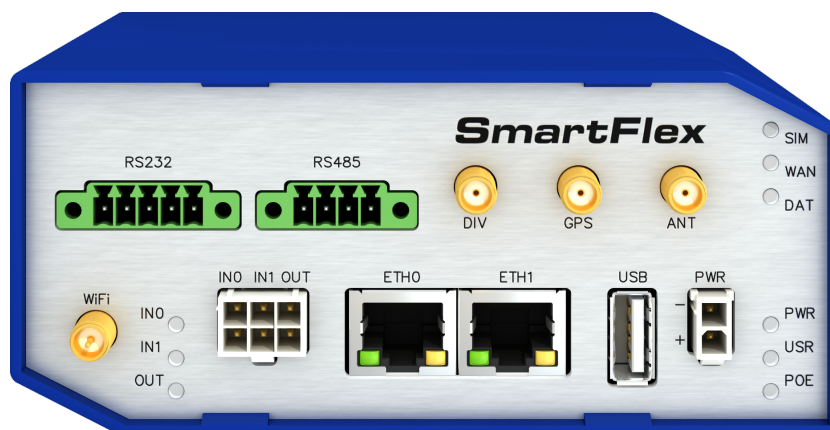 SmartFlex
SIM
WAN
DAT
RS232
RS485
DIV
GPS
ANT
IN0 IN1 OUT
ETH0
ETH1
USB
PWR
WiFi
IN0
IN1
OUT
−
+
PWR
USR
POE